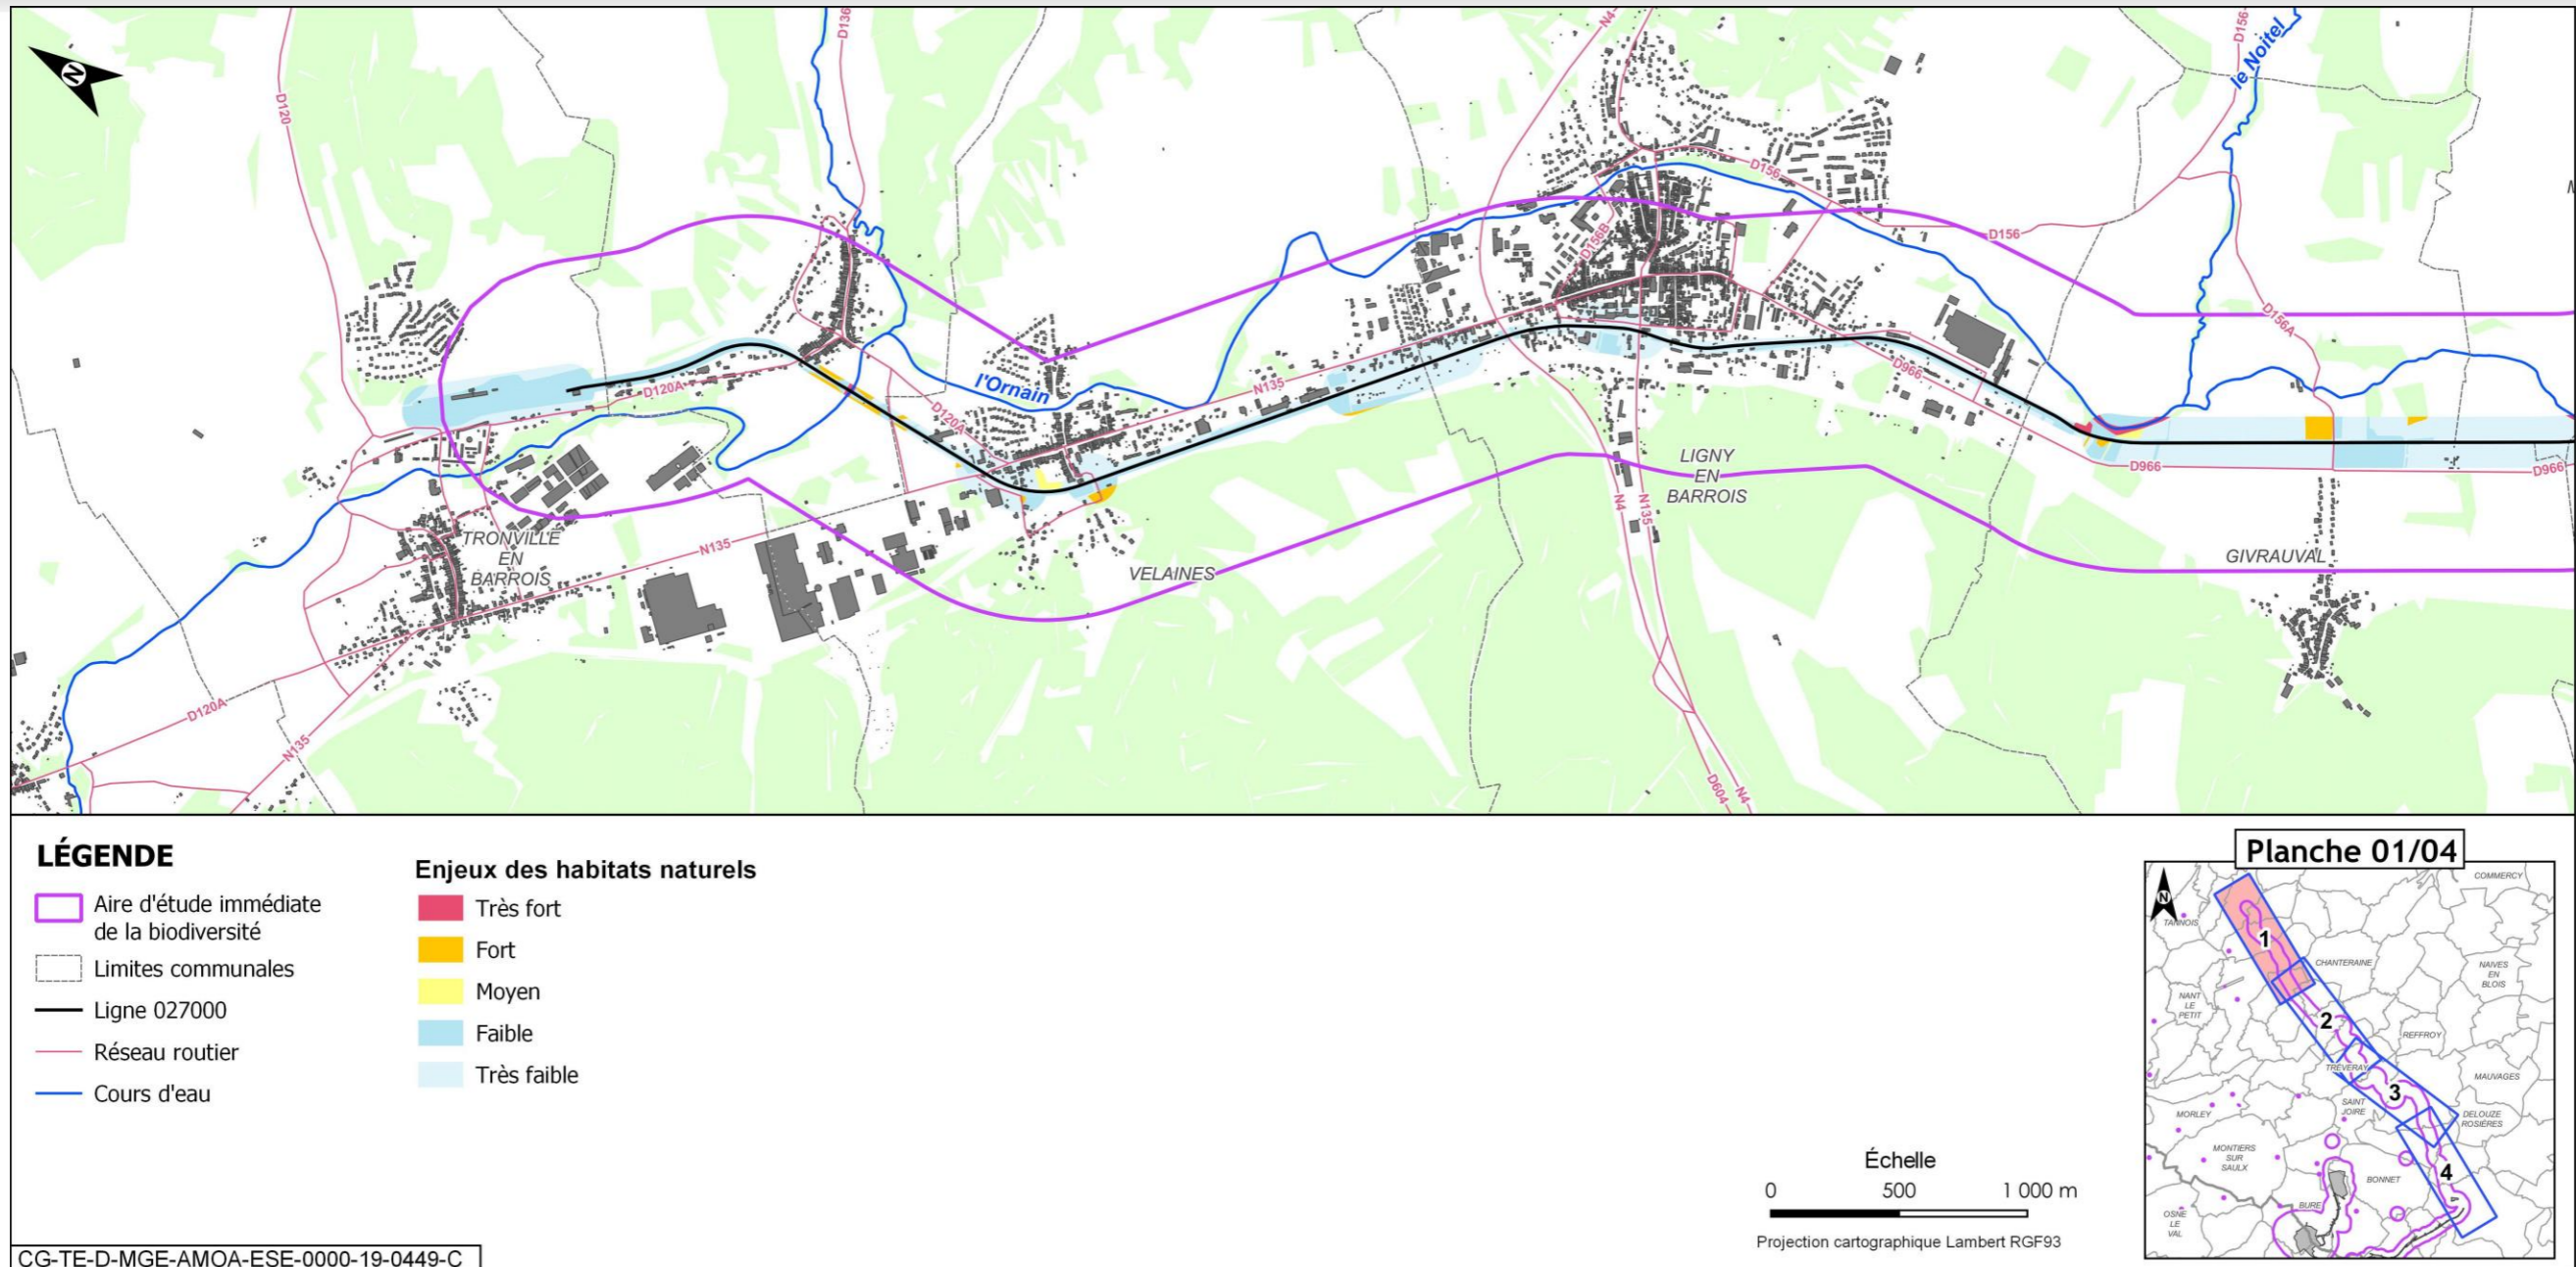 N
D120
D136
N4
D156
le Noitel
D156
D156B
D156
D156A
D120A
l'Ornain
D120A
N135
D966
D966
D966
LIGNY
EN
BARROIS
N4
N135
TRONVILLE
EN
BARROIS
N135
VELAINES
GIVRAUVAL
D120A
N135
D604
N4
LÉGENDE
Aire d'étude immédiate
de la biodiversité
Limites communales
Ligne 027000
Réseau routier
Cours d'eau
Enjeux des habitats naturels
Très fort
Fort
Moyen
Faible
Très faible
Échelle
0 500 1 000 m
Projection cartographique Lambert RGF93
Planche 01/04
N
COMMERCY
TANNOIS
1
CHANTERAINE
NAIVES
EN
BLOIS
NANT
LE
PETIT
2
REFFROY
TRÉVERAY
MAUVAGES
3
SAINT
JOIRE
MORLEY
DELOUZE
ROSIÈRES
MONTIERS
SUR
SAULX
4
BONNET
BURE
OSNE
LE
VAL
CG-TE-D-MGE-AMOA-ESE-0000-19-0449-C